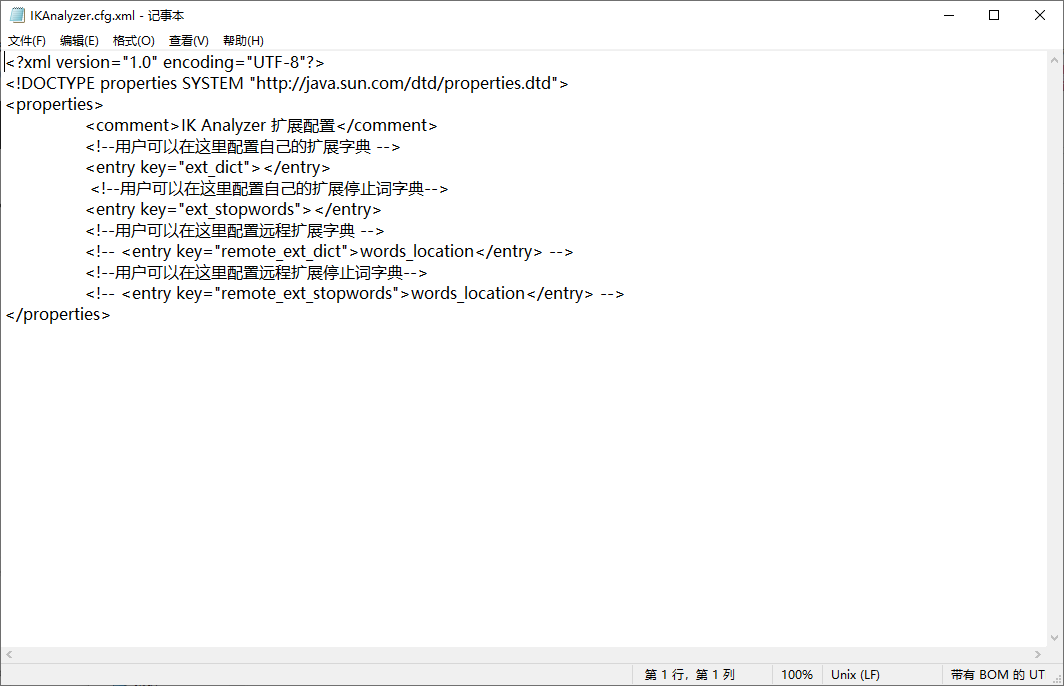 IKAnalyzer.cfg.xml - 记事本
文件(F) 编辑(E) 格式(O) 查看(V) 帮助(H)
<?xml version="1.0" encoding="UTF-8"?>
<!DOCTYPE properties SYSTEM "http://java.sun.com/dtd/properties.dtd">
<properties>
<comment>IK Analyzer 扩展配置</comment>
<!--用户可以在这里配置自己的扩展字典 -->
<entry key="ext_dict"></entry>
<!--用户可以在这里配置自己的扩展停止词字典-->
<entry key="ext_stopwords"></entry>
<!--用户可以在这里配置远程扩展字典 -->
<!-- <entry key="remote_ext_dict">words_location</entry> -->
<!--用户可以在这里配置远程扩展停止词字典-->
<!-- <entry key="remote_ext_stopwords">words_location</entry> -->
</properties>
第 1 行，第 1 列 100% Unix (LF) 带有 BOM 的 UT